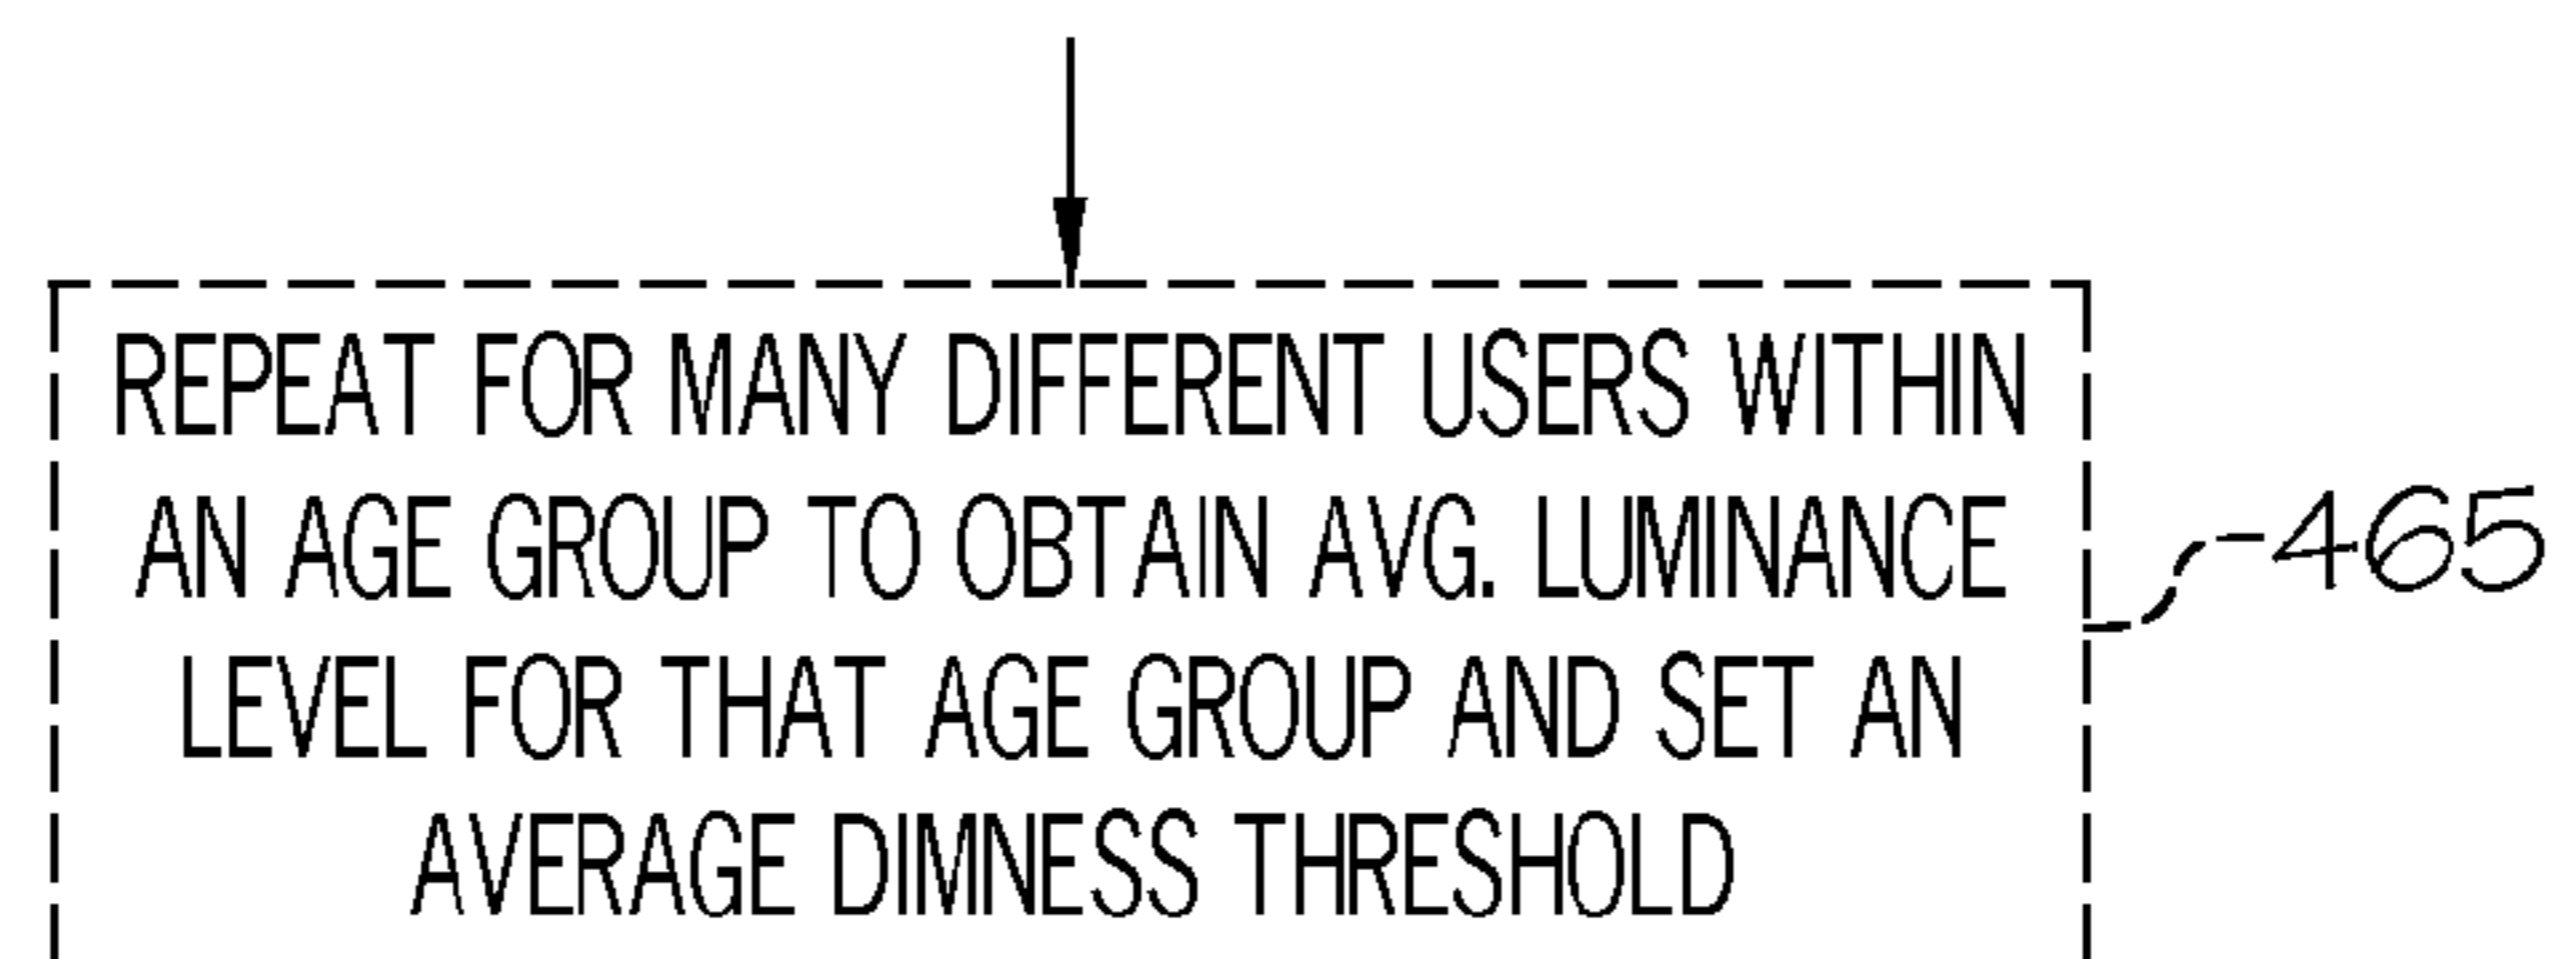 REPEAT FOR MANY DIFFERENT USERS WITHIN
AN AGE GROUP TO OBTAIN AVG. LUMINANCE
LEVEL FOR THAT AGE GROUP AND SET AN
AVERAGE DIMNESS THRESHOLD
465